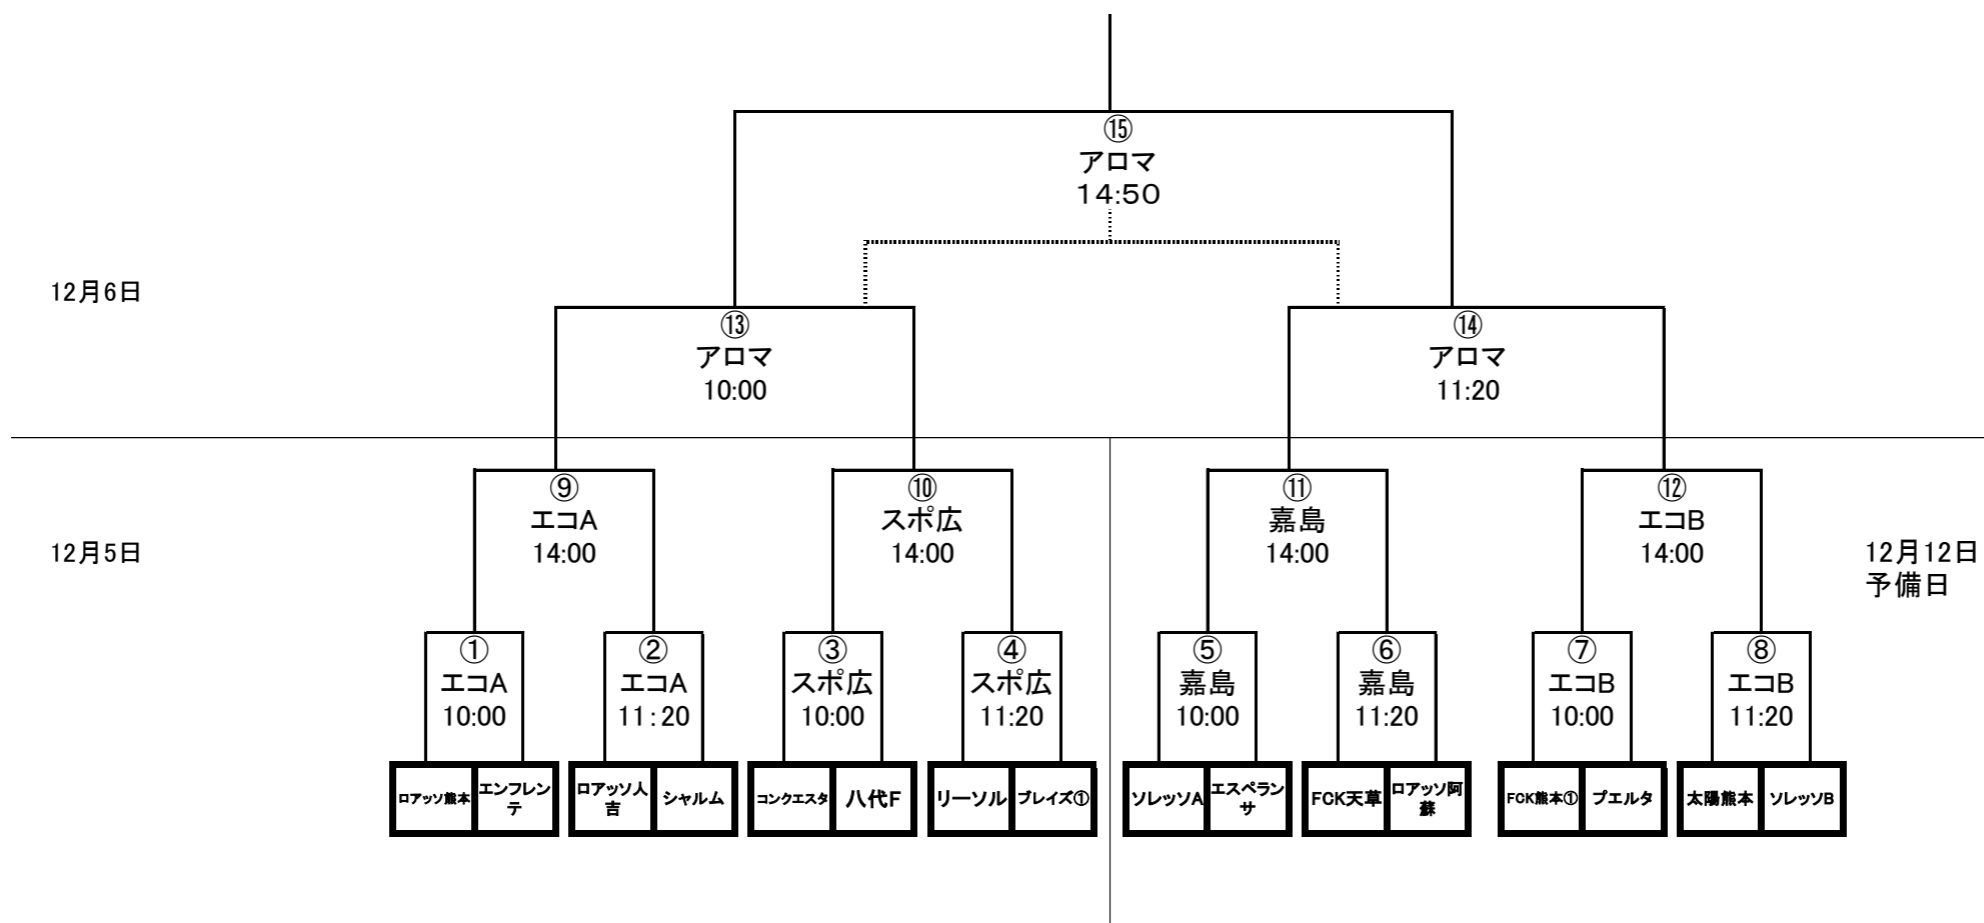 ⑮
アロマ
14:50
12月6日
⑬
アロマ
10:00
⑭
アロマ
11:20
12月5日
⑨
エコA
14:00
⑩
スポ広
14:00
⑪
嘉島
14:00
⑫
エコB
14:00
12月12日
予備日
①
エコA
10:00
②
エコA
11:20
③
スポ広
10:00
④
スポ広
11:20
⑤
嘉島
10:00
⑥
嘉島
11:20
⑦
エコB
10:00
⑧
エコB
11:20
ロアッソ熊本
エンフレン
テ
ロアッソ人
吉
シャルム
コンクエスタ
八代F
リーソル
ブレイズ①
ソレッソA
エスペラン
サ
FCK天草
ロアッソ阿
蘇
FCK熊本①
プエルタ
太陽熊本
ソレッソB